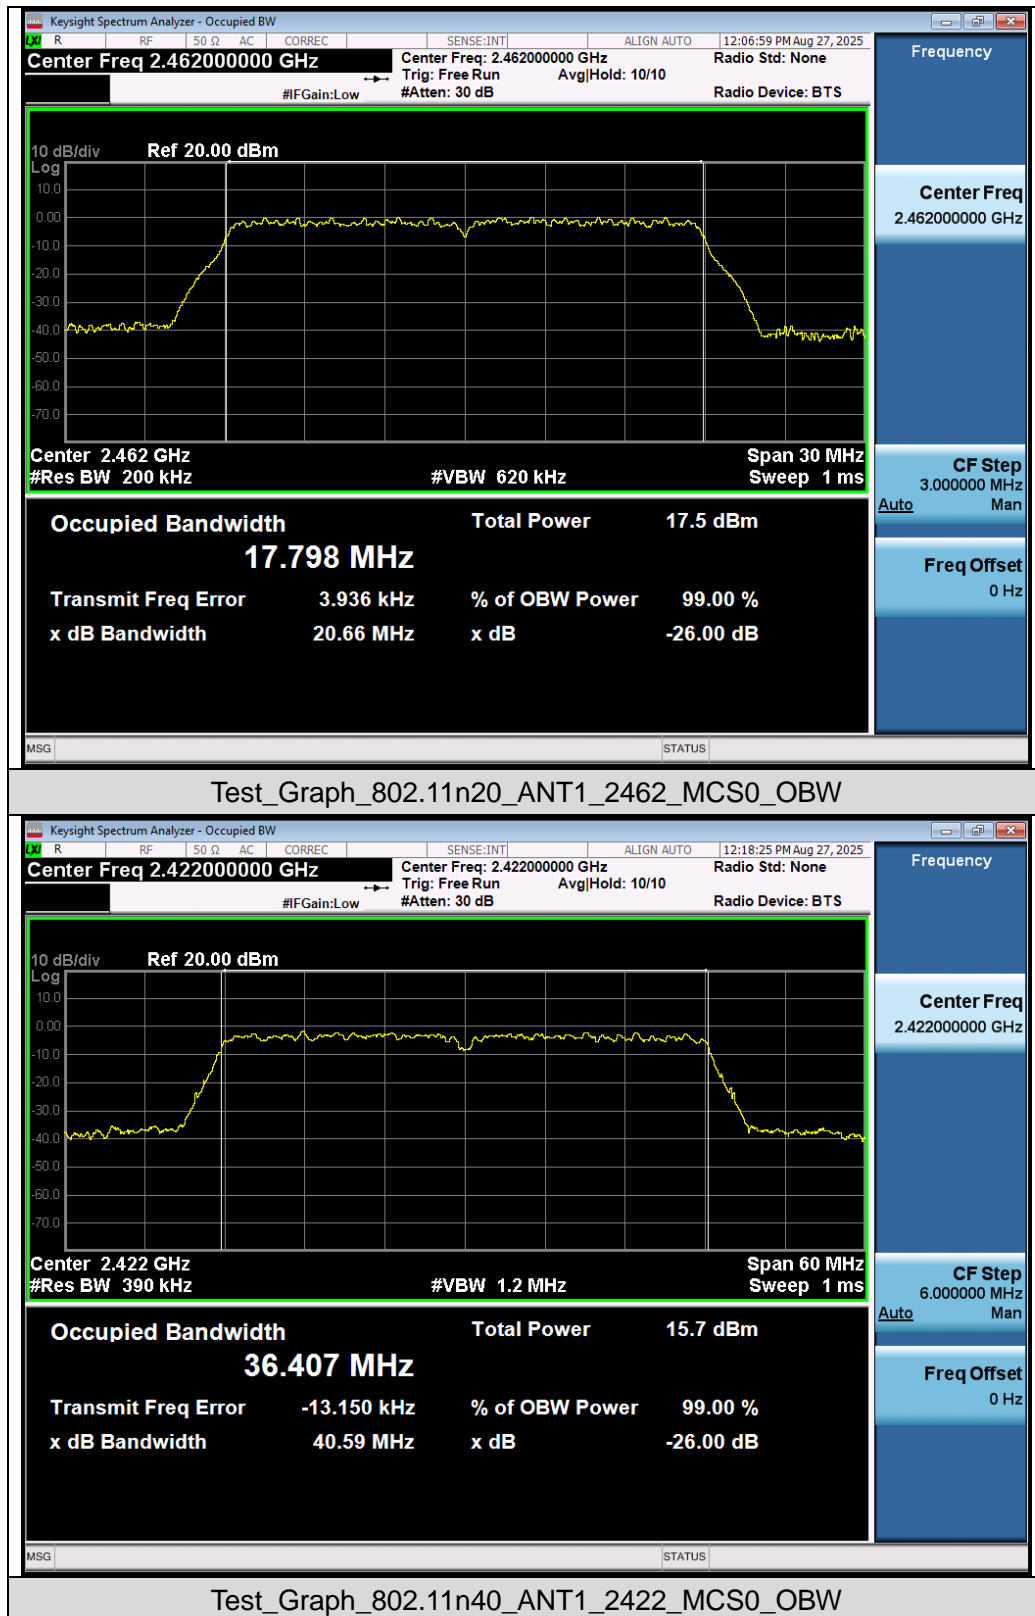 Keysight Spectrum Analyzer - Occupied BW
LXI R RF 50 Ω AC CORREC SENSE:INT ALIGN AUTO 12:06:59 PM Aug 27, 2025
Center Freq 2.462000000 GHz
Center Freq: 2.462000000 GHz
Radio Std: None
Trig: Free Run Avg|Hold: 10/10
#IFGain:Low
#Atten: 30 dB
Radio Device: BTS
Frequency
10 dB/div Ref 20.00 dBm
Log
10.0
0.00
-10.0
-20.0
-30.0
-40.0
-50.0
-60.0
-70.0
Center Freq
2.462000000 GHz
Center 2.462 GHz Span 30 MHz
#Res BW 200 kHz #VBW 620 kHz Sweep 1 ms
CF Step
3.000000 MHz
Auto Man
Freq Offset
0 Hz
Occupied Bandwidth Total Power 17.5 dBm
17.798 MHz
Transmit Freq Error 3.936 kHz % of OBW Power 99.00 %
x dB Bandwidth 20.66 MHz x dB -26.00 dB
MSG STATUS
Test_Graph_802.11n20_ANT1_2462_MCS0_OBW
Keysight Spectrum Analyzer - Occupied BW
LXI R RF 50 Ω AC CORREC SENSE:INT ALIGN AUTO 12:18:25 PM Aug 27, 2025
Center Freq 2.422000000 GHz
Center Freq: 2.422000000 GHz
Radio Std: None
Trig: Free Run Avg|Hold: 10/10
#IFGain:Low
#Atten: 30 dB
Radio Device: BTS
Frequency
10 dB/div Ref 20.00 dBm
Log
10.0
0.00
-10.0
-20.0
-30.0
-40.0
-50.0
-60.0
-70.0
Center Freq
2.422000000 GHz
Center 2.422 GHz Span 60 MHz
#Res BW 390 kHz #VBW 1.2 MHz Sweep 1 ms
CF Step
6.000000 MHz
Auto Man
Freq Offset
0 Hz
Occupied Bandwidth Total Power 15.7 dBm
36.407 MHz
Transmit Freq Error -13.150 kHz % of OBW Power 99.00 %
x dB Bandwidth 40.59 MHz x dB -26.00 dB
MSG STATUS
Test_Graph_802.11n40_ANT1_2422_MCS0_OBW